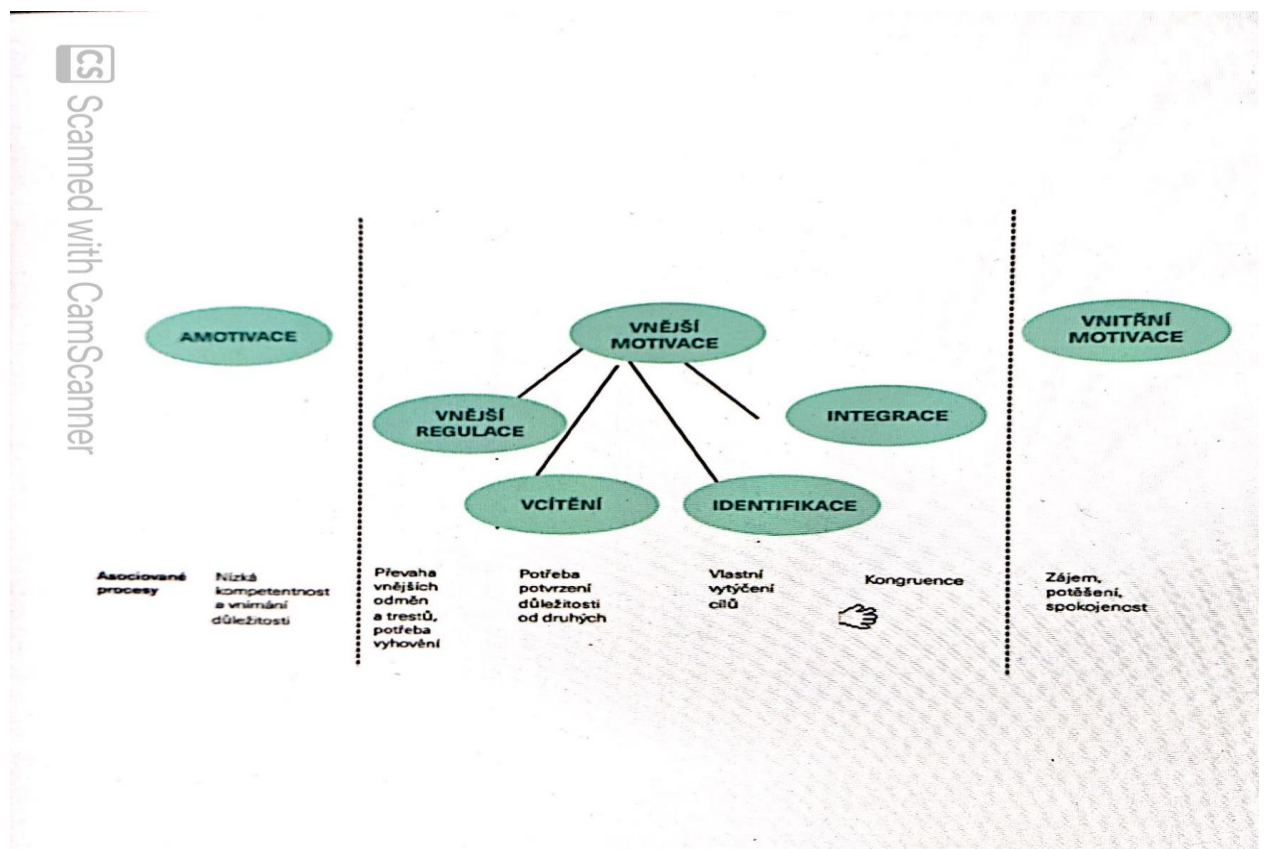 CS Scanned with CamScanner
AMOTIVACE
VNĚJŠÍ
MOTIVACE
VNITŘNÍ
MOTIVACE
VNĚJŠÍ
REGULACE
INTEGRACE
VCÍTĚNÍ
IDENTIFIKACE
Asociované
procesy
Nízká
kompetentnost
a vnímání
důležitosti
Převaha
vnějších
odměn
a trestů,
potřeba
vyhovění
Potřeba
potvrzení
důležitosti
od druhých
Vlastní
vytýčení
cílů
Kongruence
Zájem,
potěšení,
spokojenost